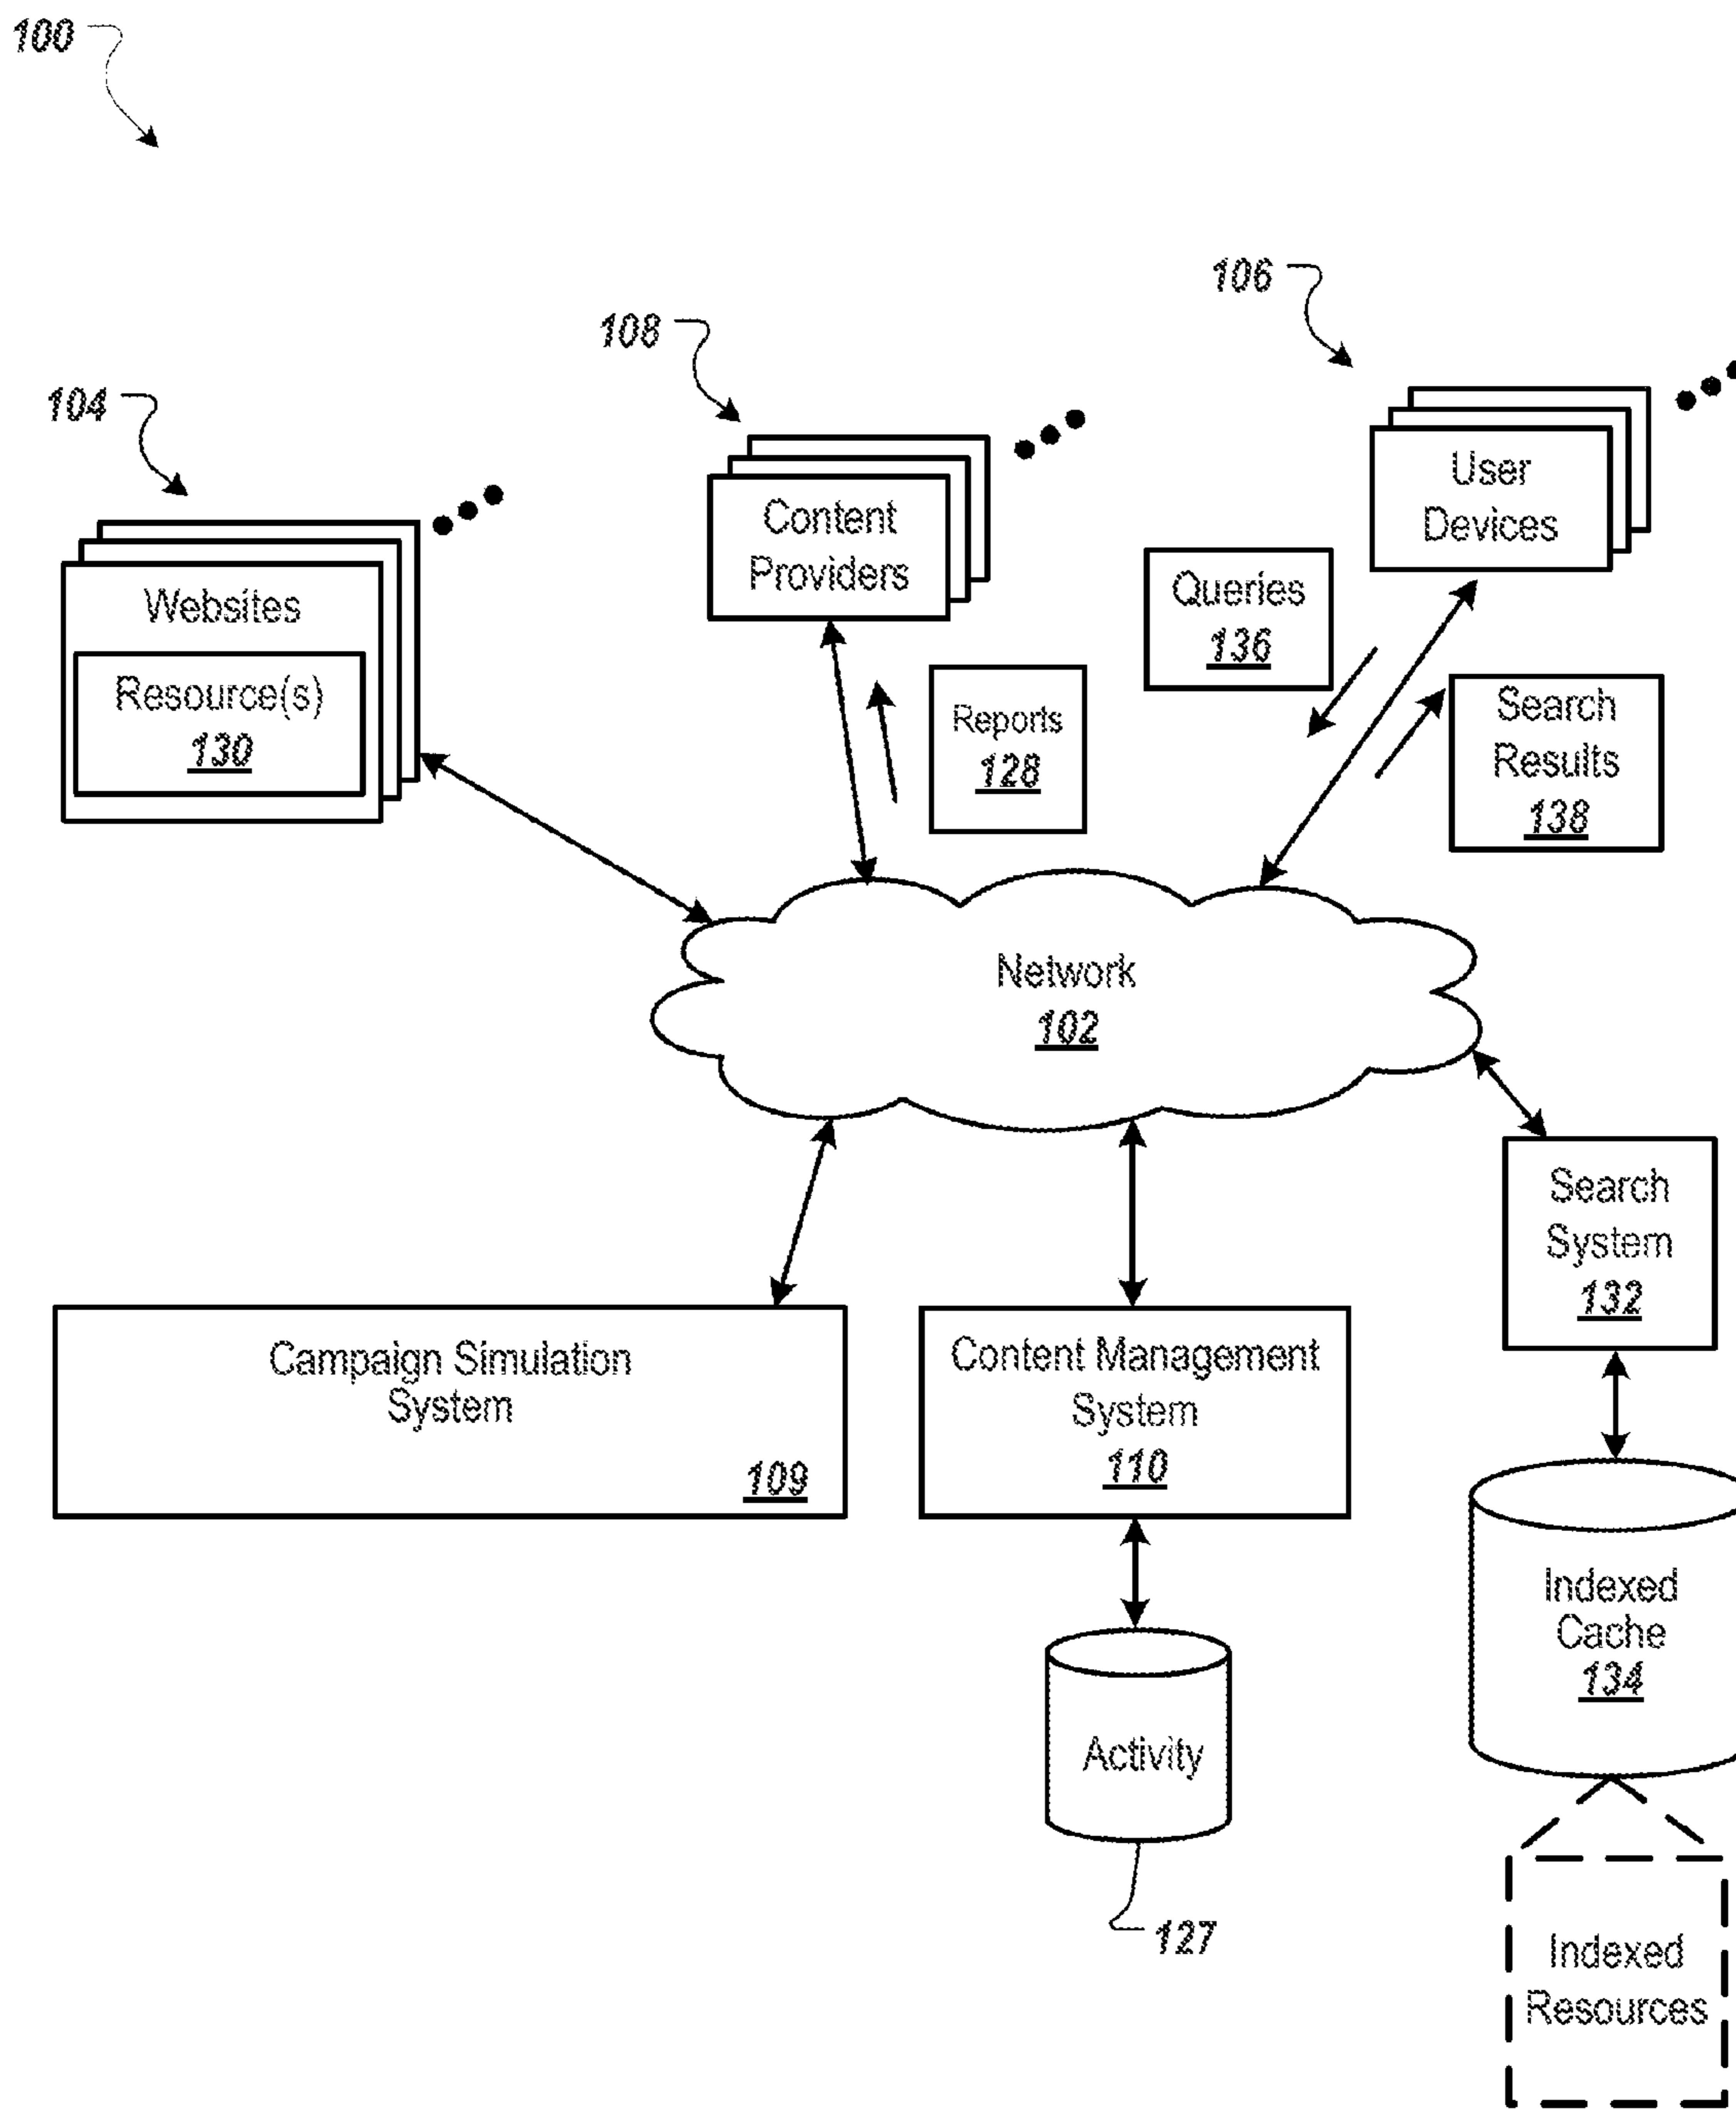 100
106
108
104
User
Devices
Content
Providers
Queries
136
Websites
Resource(s)
130
Reports
128
Search
Results
138
Network
102
Search
System
132
Campaign Simulation
System
109
Content Management
System
110
Indexed
Cache
134
Activity
127
Indexed
Resources